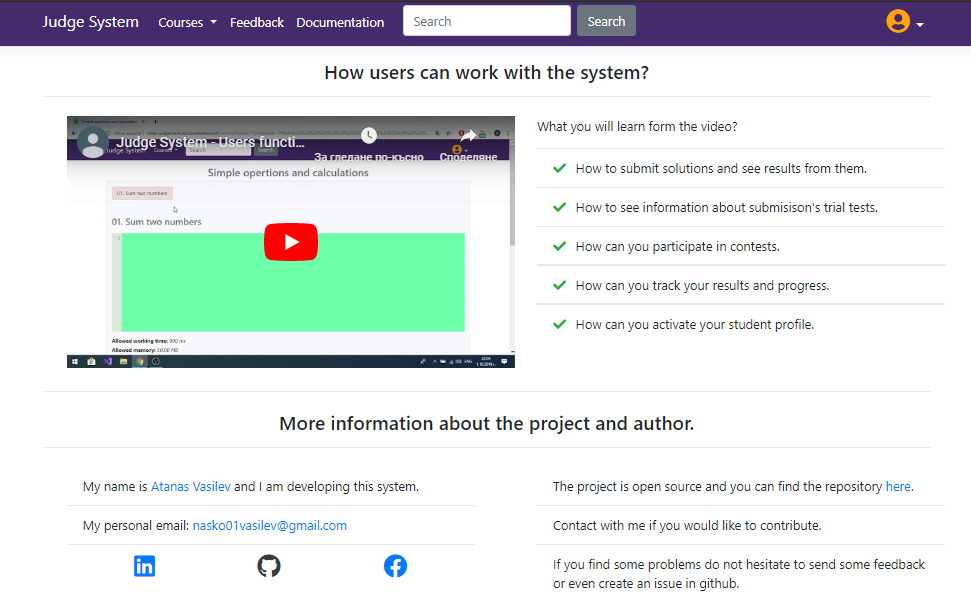 Judge System Courses Feedback Documentation Search Search
How users can work with the system?
Judge System - Users functi...
За гледане по-късно Споделяне
Simple opertions and calculations
01. Sum two numbers
01. Sum two numbers
1
Allowed working time: 300 ms
Allowed memory: 50.00 MB
What you will learn form the video?
How to submit solutions and see results from them.
How to see information about submisison's trial tests.
How can you participate in contests.
How can you track your results and progress.
How can you activate your student profile.
More information about the project and author.
My name is Atanas Vasilev and I am developing this system.
My personal email: nasko01vasilev@gmail.com
The project is open source and you can find the repository here.
Contact with me if you would like to contribute.
If you find some problems do not hesitate to send some feedback
or even create an issue in github.